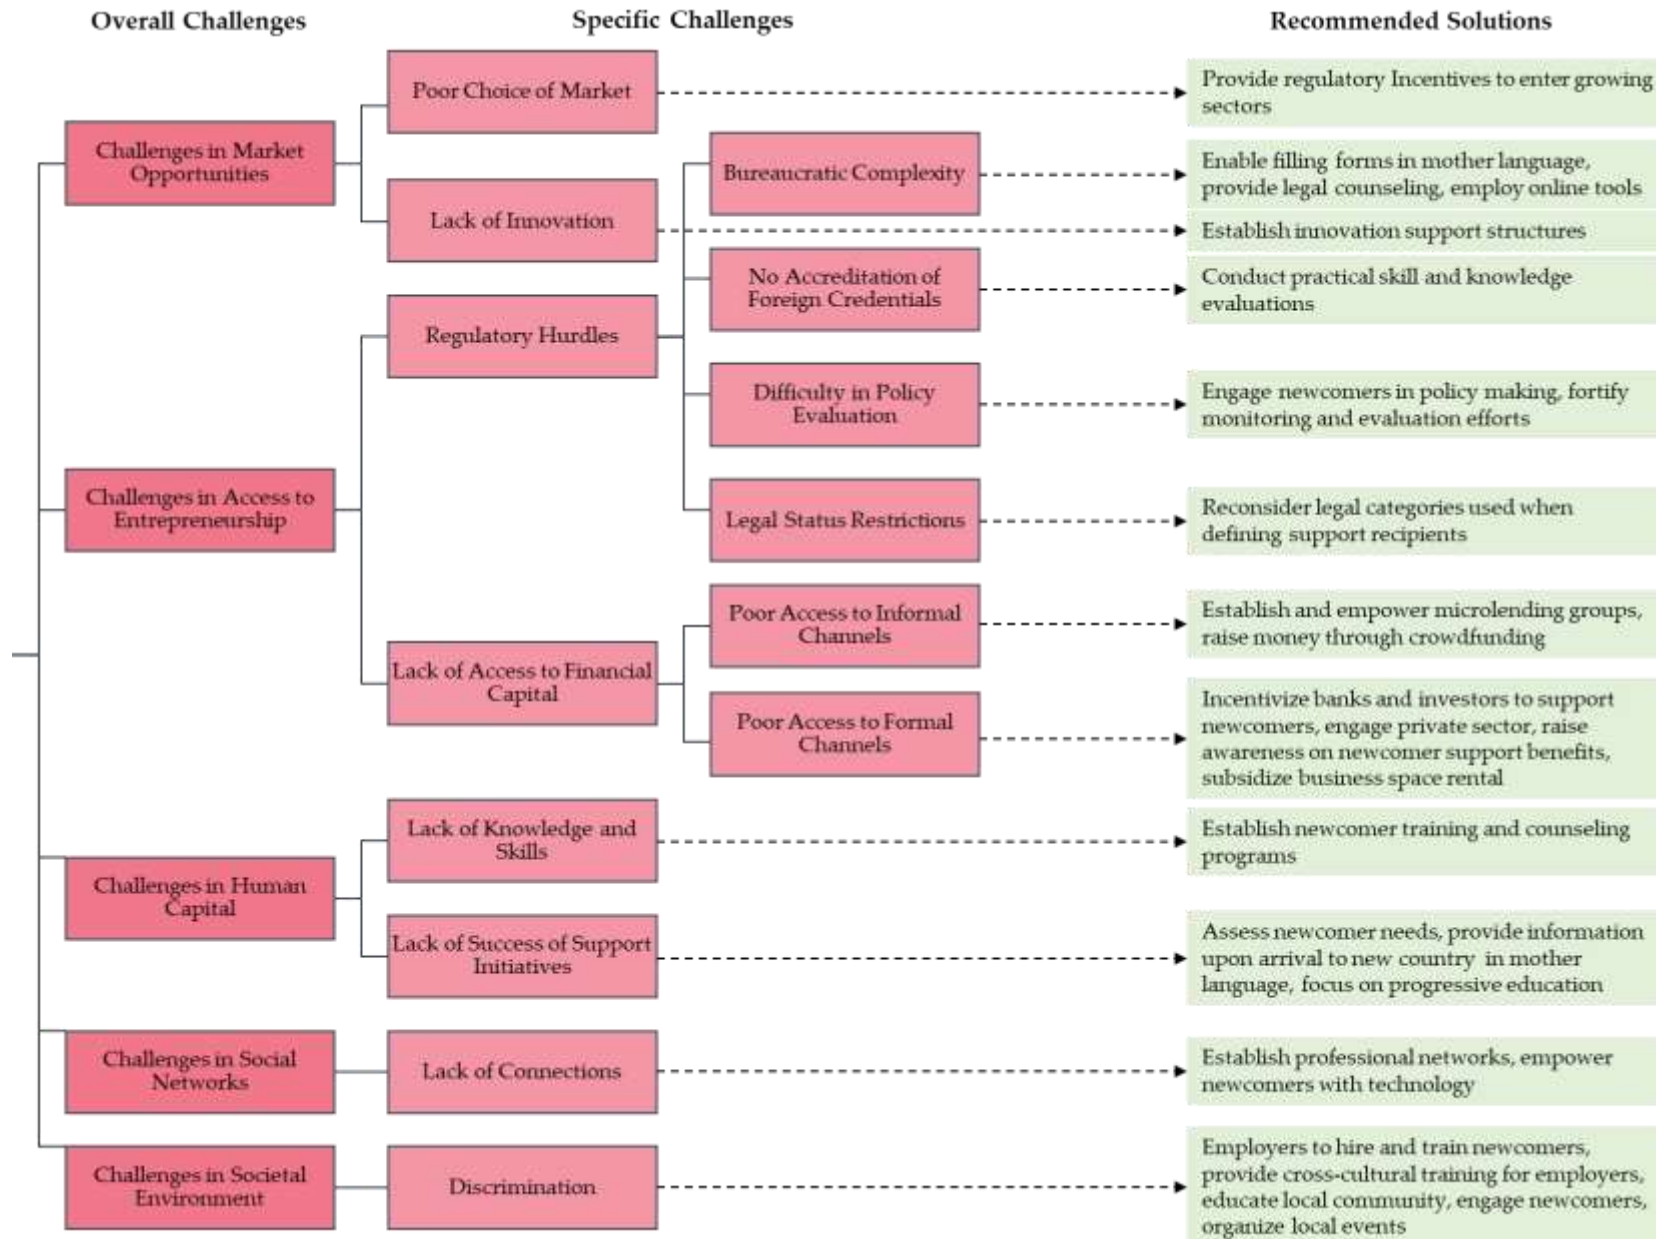 Overall Challenges
Specific Challenges
Recommended Solutions
Challenges in Market
Opportunities
Poor Choice of Market
Provide regulatory Incentives to enter growing
sectors
Bureaucratic Complexity
Enable filling forms in mother language,
provide legal counseling, employ online tools
Lack of Innovation
Establish innovation support structures
Challenges in Access to
Entrepreneurship
Regulatory Hurdles
No Accreditation of
Foreign Credentials
Conduct practical skill and knowledge
evaluations
Difficulty in Policy
Evaluation
Engage newcomers in policy making, fortify
monitoring and evaluation efforts
Legal Status Restrictions
Reconsider legal categories used when
defining support recipients
Lack of Access to Financial
Capital
Poor Access to Informal
Channels
Establish and empower microlending groups,
raise money through crowdfunding
Poor Access to Formal
Channels
Incentivize banks and investors to support
newcomers, engage private sector, raise
awareness on newcomer support benefits,
subsidize business space rental
Challenges in Human
Capital
Lack of Knowledge and
Skills
Establish newcomer training and counseling
programs
Lack of Success of Support
Initiatives
Assess newcomer needs, provide information
upon arrival to new country in mother
language, focus on progressive education
Challenges in Social
Networks
Lack of Connections
Establish professional networks, empower
newcomers with technology
Challenges in Societal
Environment
Discrimination
Employers to hire and train newcomers,
provide cross-cultural training for employers,
educate local community, engage newcomers,
organize local events